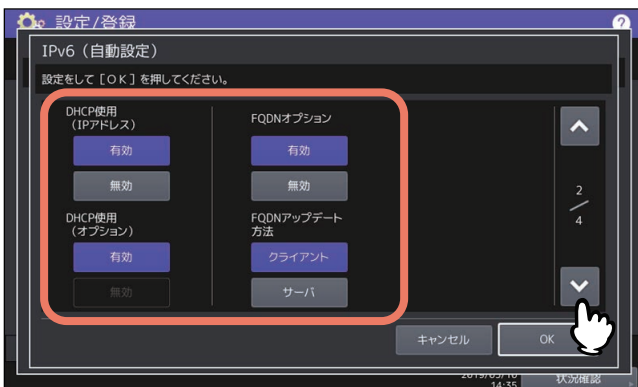 設定/登録
?
IPv6（自動設定）
設定をして［OK］を押してください。
DHCP使用
（IPアドレス）
有効
無効
DHCP使用
（オプション）
有効
無効
FQDNオプション
有効
無効
FQDNアップデート
方法
クライアント
サーバ
2
4
キャンセル
OK
14:35
状況確認